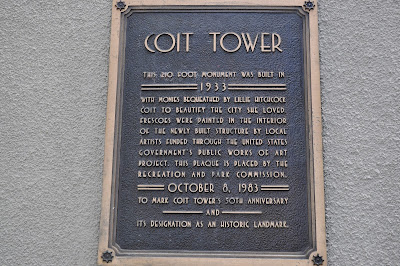 COIT TOWER
THIS 210 FOOT MONUMENT WAS BUILT IN
1933
WITH MONIES BEQUEATHED BY LILLIE HITCHCOCK
COIT TO BEAUTIFY THE CITY SHE LOVED.
FRESCOES WERE PAINTED IN THE INTERIOR
OF THE NEWLY BUILT STRUCTURE BY LOCAL
ARTISTS FUNDED THROUGH THE UNITED STATES
GOVERNMENT'S PUBLIC WORKS OF ART
PROJECT. THIS PLAQUE IS PLACED BY THE
RECREATION AND PARK COMMISSION,
OCTOBER 8, 1983
TO MARK COIT TOWER'S 50TH ANNIVERSARY
AND
ITS DESIGNATION AS AN HISTORIC LANDMARK.